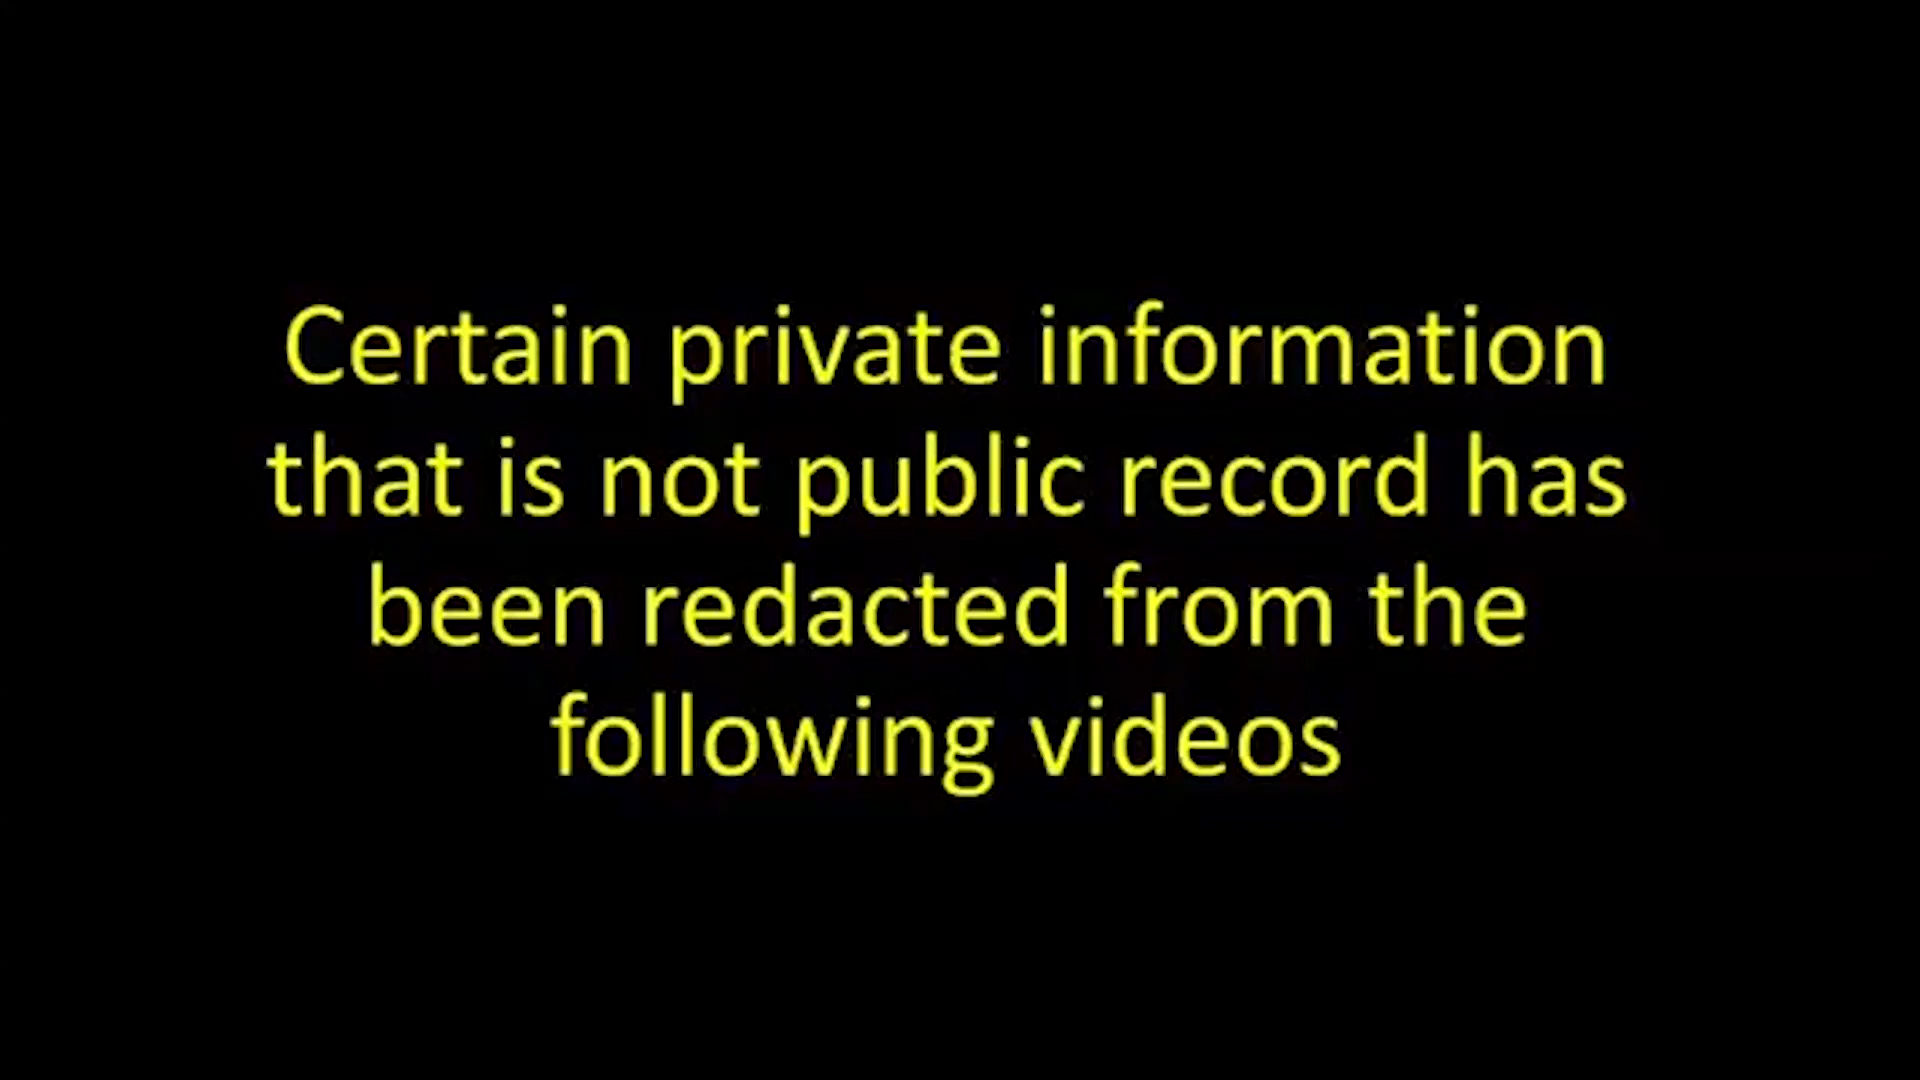 Certain private information
that is not public record has
been redacted from the
following videos